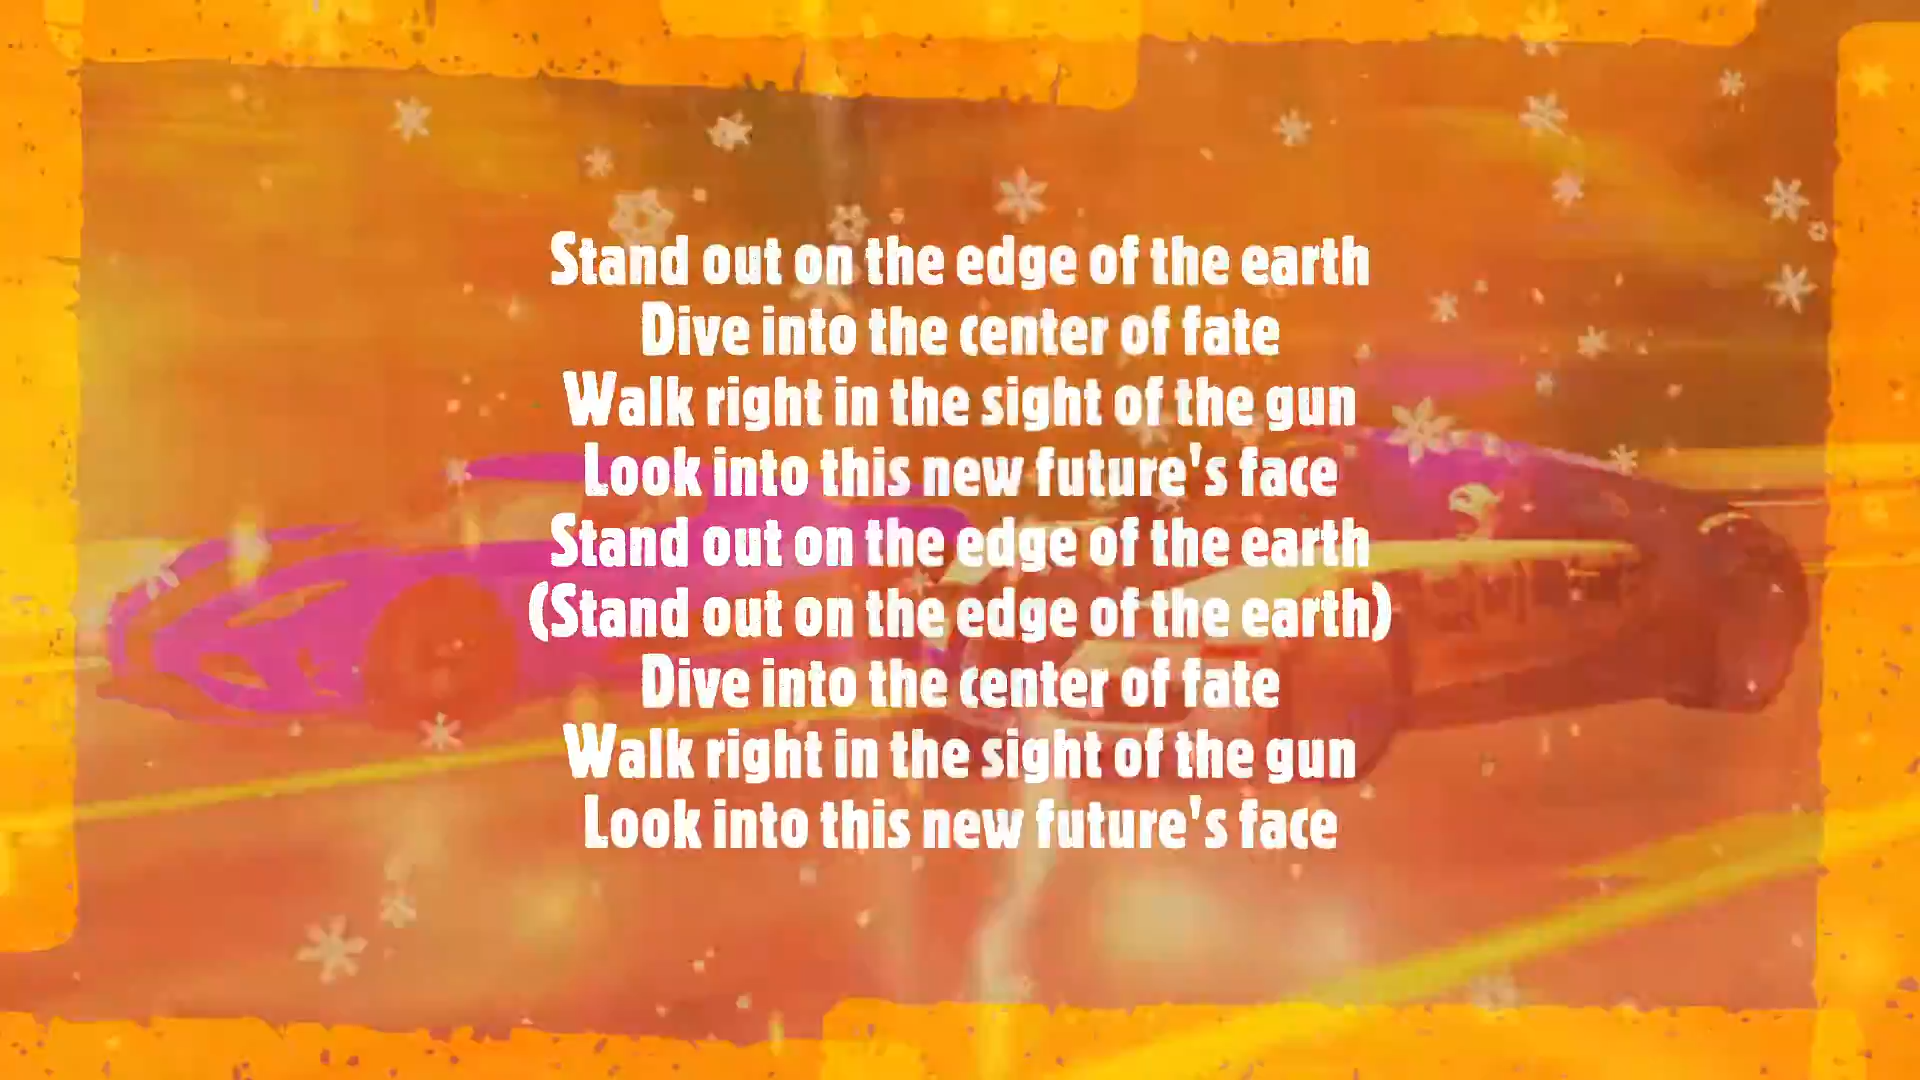 Stand out on the edge of the earth
Dive into the center of fate
Walk right in the sight of the gun
Look into this new future's face
Stand out on the edge of the earth
(Stand out on the edge of the earth)
Dive into the center of fate
Walk right in the sight of the gun
Look into this new future's face